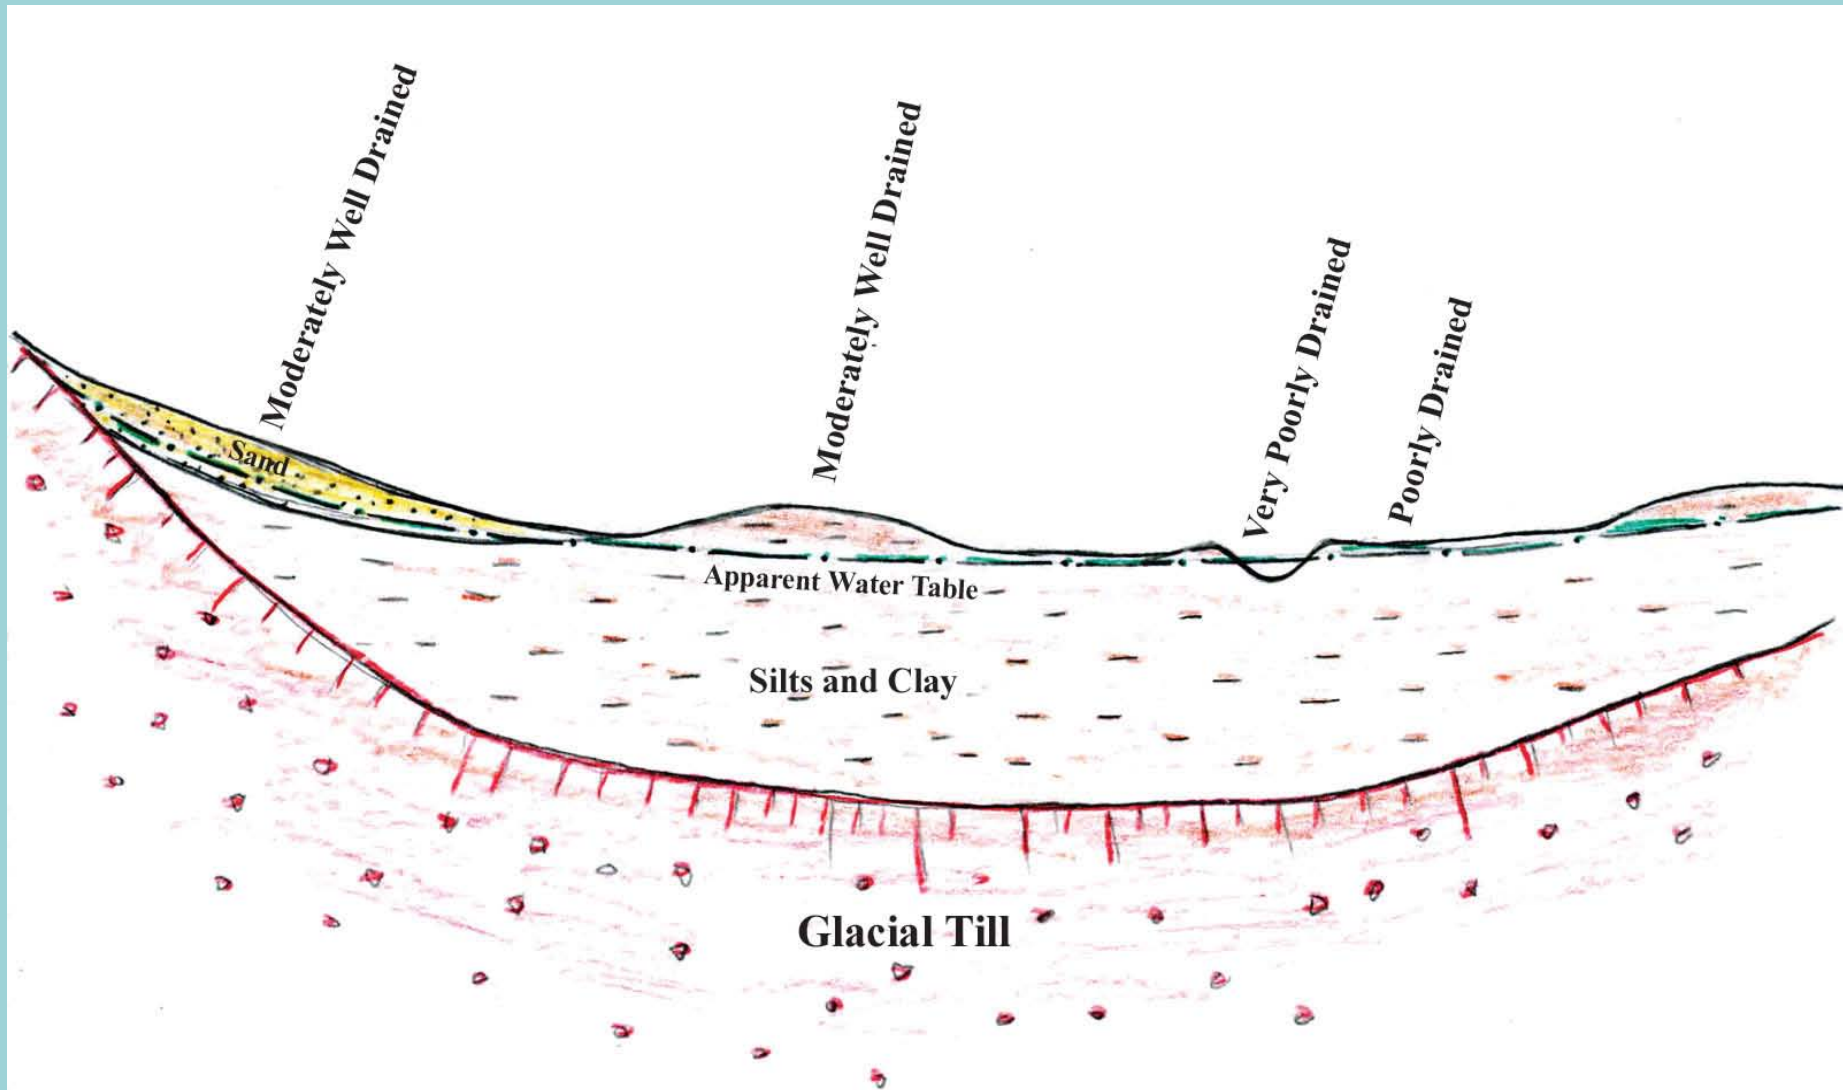 Moderately Well Drained
Moderately Well Drained
Very Poorly Drained
Poorly Drained
Sand
Apparent Water Table
Silts and Clay
Glacial Till